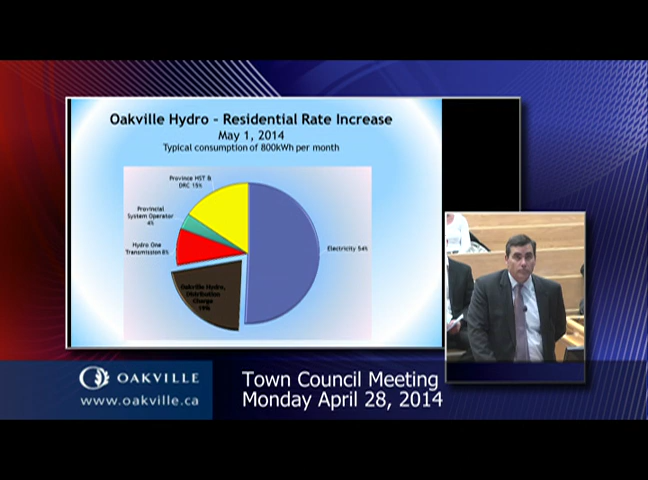 Oakville Hydro - Residential Rate Increase
May 1, 2014
Typical consumption of 800kWh per month
Province HST &
DRC 15%
Provincial
System Operator
4%
Hydro One
Transmission 8%
Electricity 54%
Oakville Hydro,
Distribution
Charge
19%
OAKVILLE
www.oakville.ca
Town Council Meeting
Monday April 28, 2014